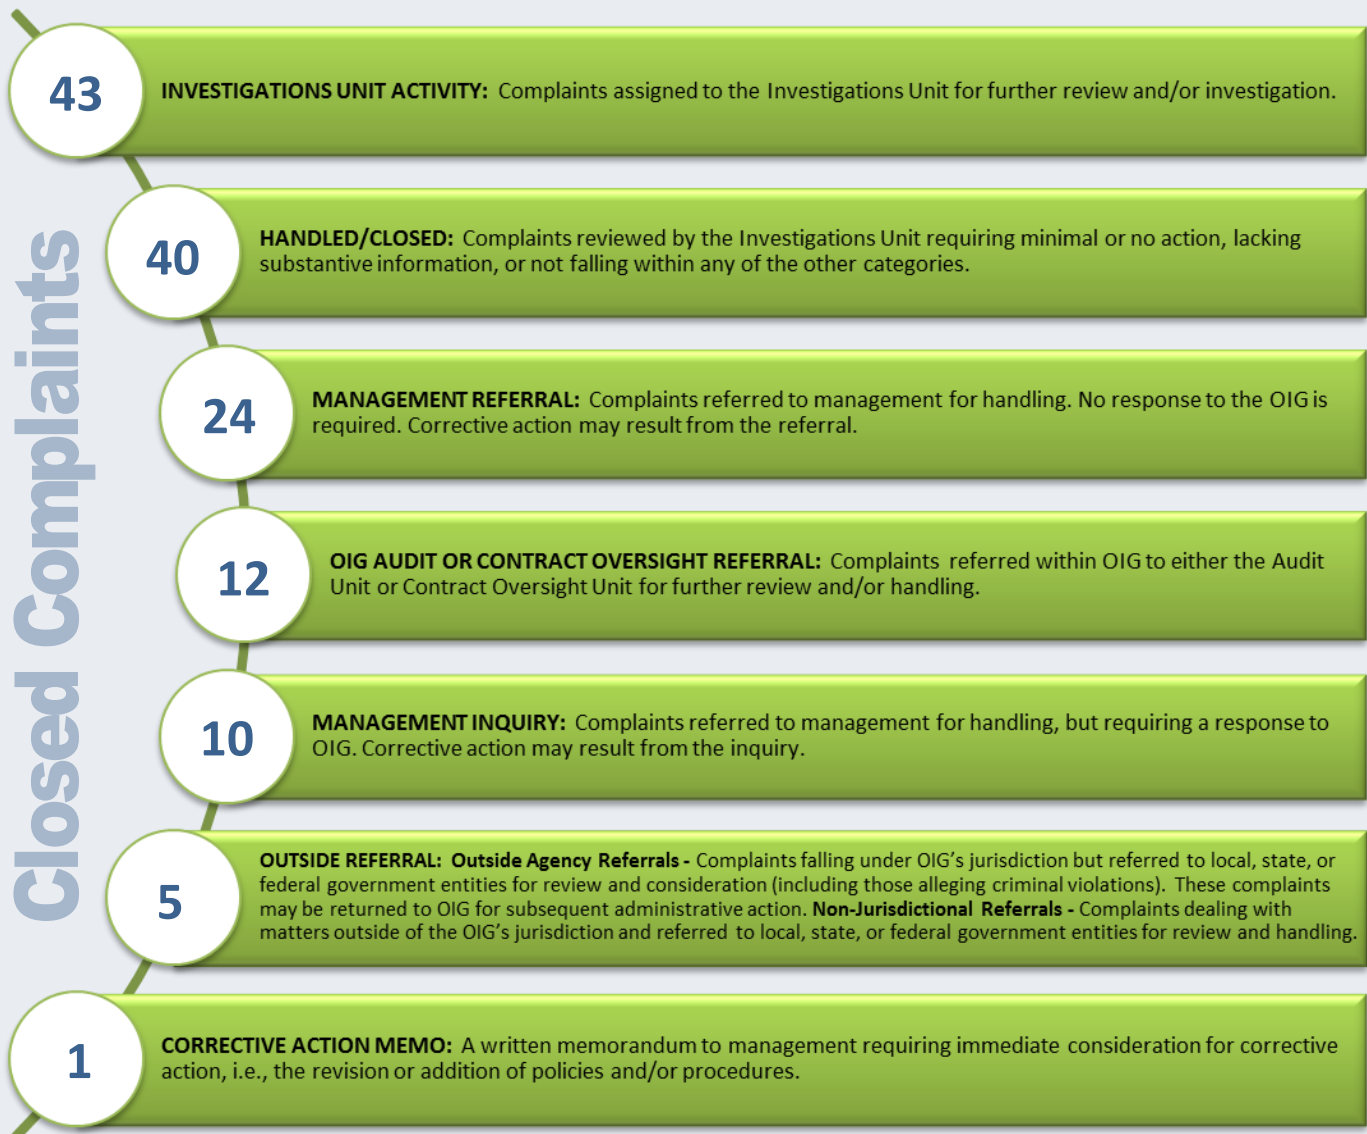 Closed Complaints
43
INVESTIGATIONS UNIT ACTIVITY: Complaints assigned to the Investigations Unit for further review and/or investigation.
40
HANDLED/CLOSED: Complaints reviewed by the Investigations Unit requiring minimal or no action, lacking
substantive information, or not falling within any of the other categories.
24
MANAGEMENT REFERRAL: Complaints referred to management for handling. No response to the OIG is
required. Corrective action may result from the referral.
12
OIG AUDIT OR CONTRACT OVERSIGHT REFERRAL: Complaints referred within OIG to either the Audit
Unit or Contract Oversight Unit for further review and/or handling.
10
MANAGEMENT INQUIRY: Complaints referred to management for handling, but requiring a response to
OIG. Corrective action may result from the inquiry.
5
OUTSIDE REFERRAL: Outside Agency Referrals - Complaints falling under OIG's jurisdiction but referred to local, state, or
federal government entities for review and consideration (including those alleging criminal violations). These complaints
may be returned to OIG for subsequent administrative action. Non-Jurisdictional Referrals - Complaints dealing with
matters outside of the OIG's jurisdiction and referred to local, state, or federal government entities for review and handling.
1
CORRECTIVE ACTION MEMO: A written memorandum to management requiring immediate consideration for corrective
action, i.e., the revision or addition of policies and/or procedures.